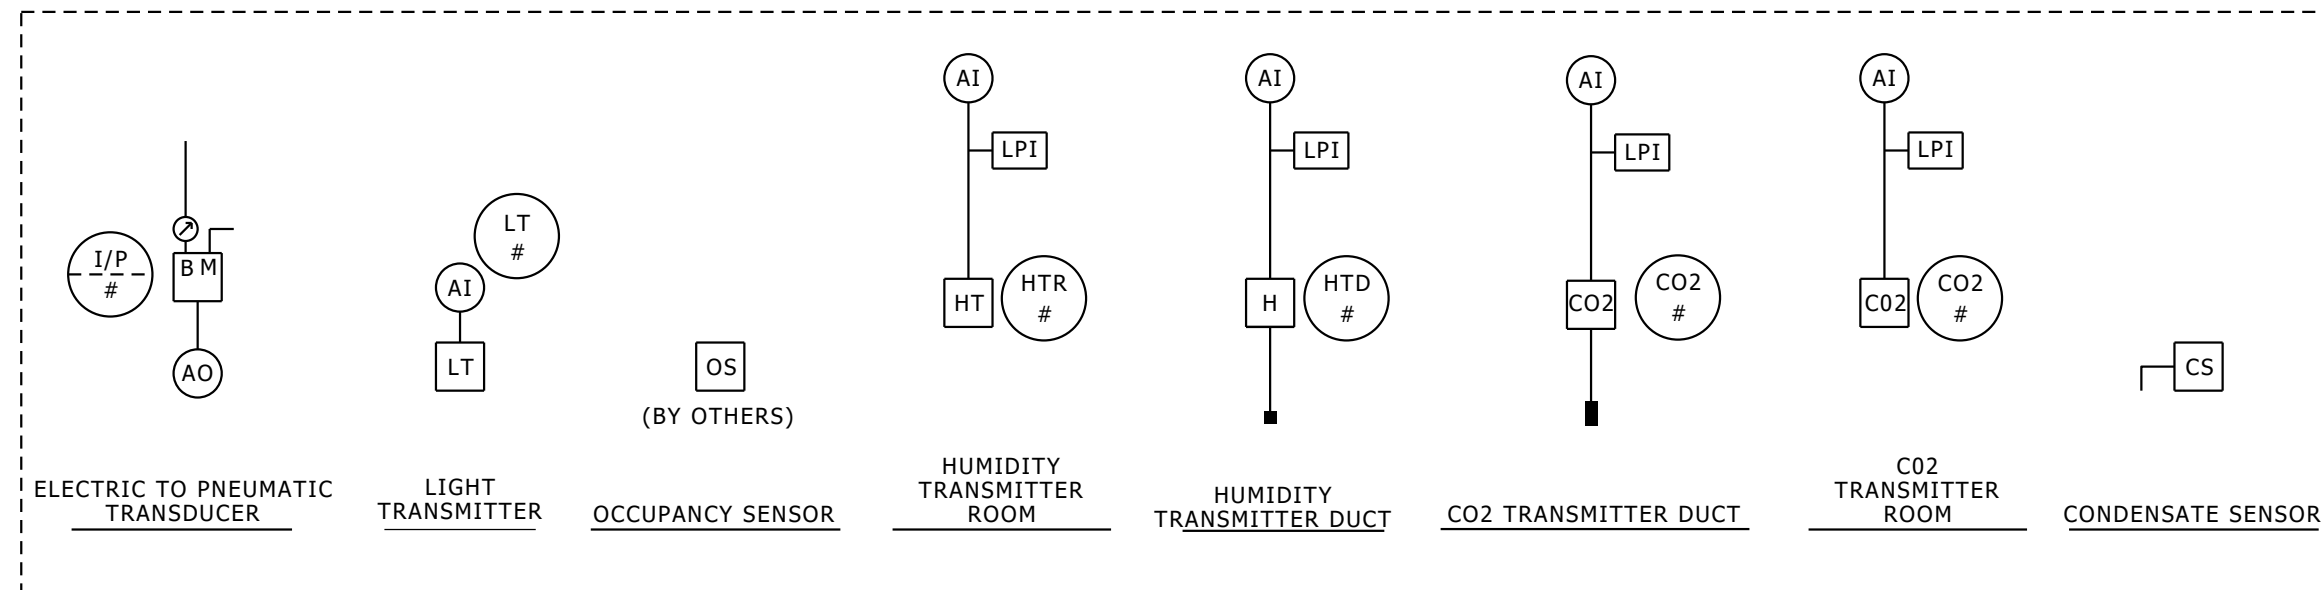 I/P
#
B M
AO
ELECTRIC TO PNEUMATIC
TRANSDUCER
LT
#
AI
LT
LIGHT
TRANSMITTER
OS
(BY OTHERS)
OCCUPANCY SENSOR
AI
LPI
HT
HTR
#
HUMIDITY
TRANSMITTER
ROOM
AI
LPI
H
HTD
#
HUMIDITY
TRANSMITTER DUCT
AI
LPI
CO2
CO2
#
CO2 TRANSMITTER DUCT
AI
LPI
C02
CO2
#
C02
TRANSMITTER
ROOM
CS
CONDENSATE SENSOR